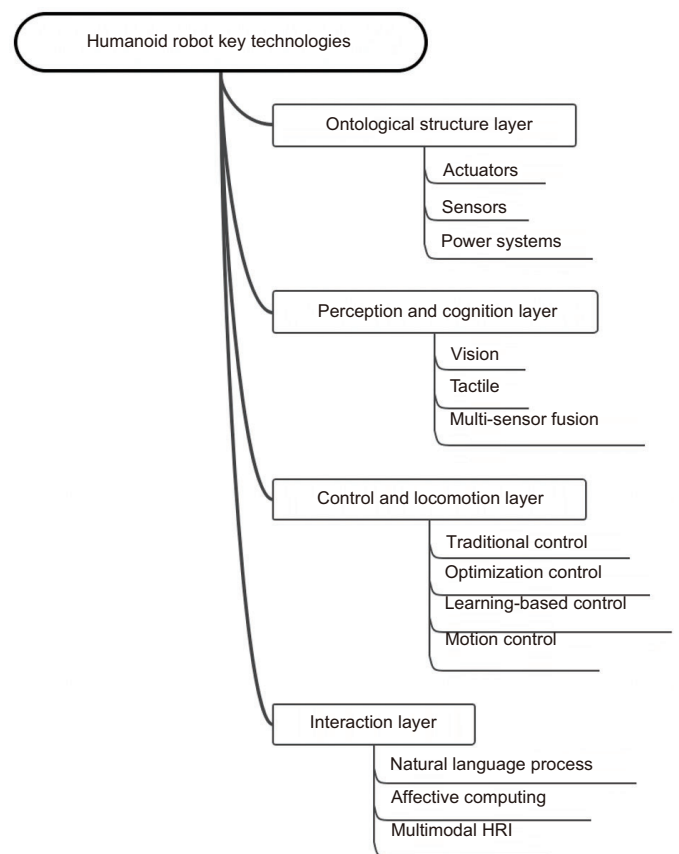 Humanoid robot key technologies
Ontological structure layer
Actuators
Sensors
Power systems
Perception and cognition layer
Vision
Tactile
Multi-sensor fusion
Control and locomotion layer
Traditional control
Optimization control
Learning-based control
Motion control
Interaction layer
Natural language process
Affective computing
Multimodal HRI